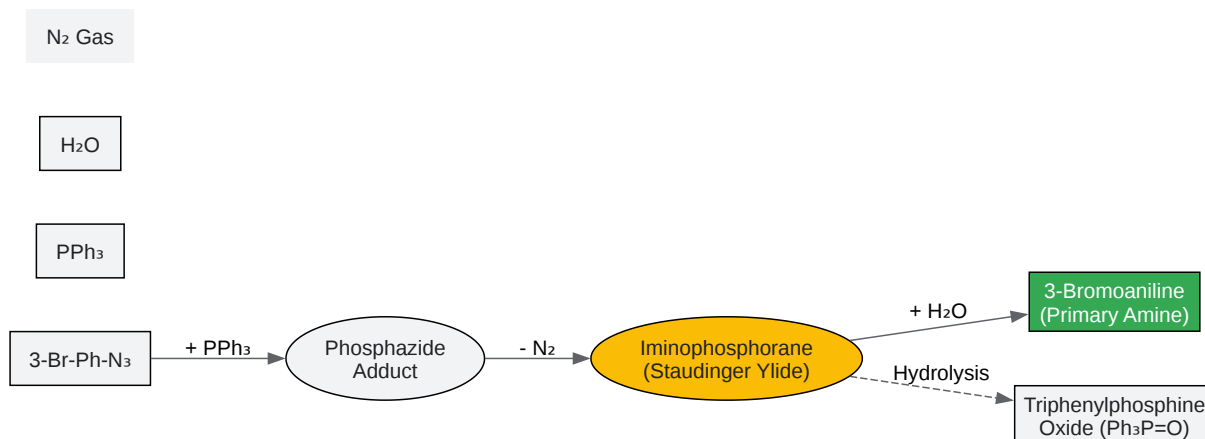 N₂ Gas
H₂O
PPh₃
3-Br-Ph-N₃
+ PPh₃
Phosphazide
Adduct
- N₂
Iminophosphorane
(Staudinger Ylide)
+ H₂O
3-Bromoaniline
(Primary Amine)
Hydrolysis
Triphenylphosphine
Oxide (Ph₃P=O)